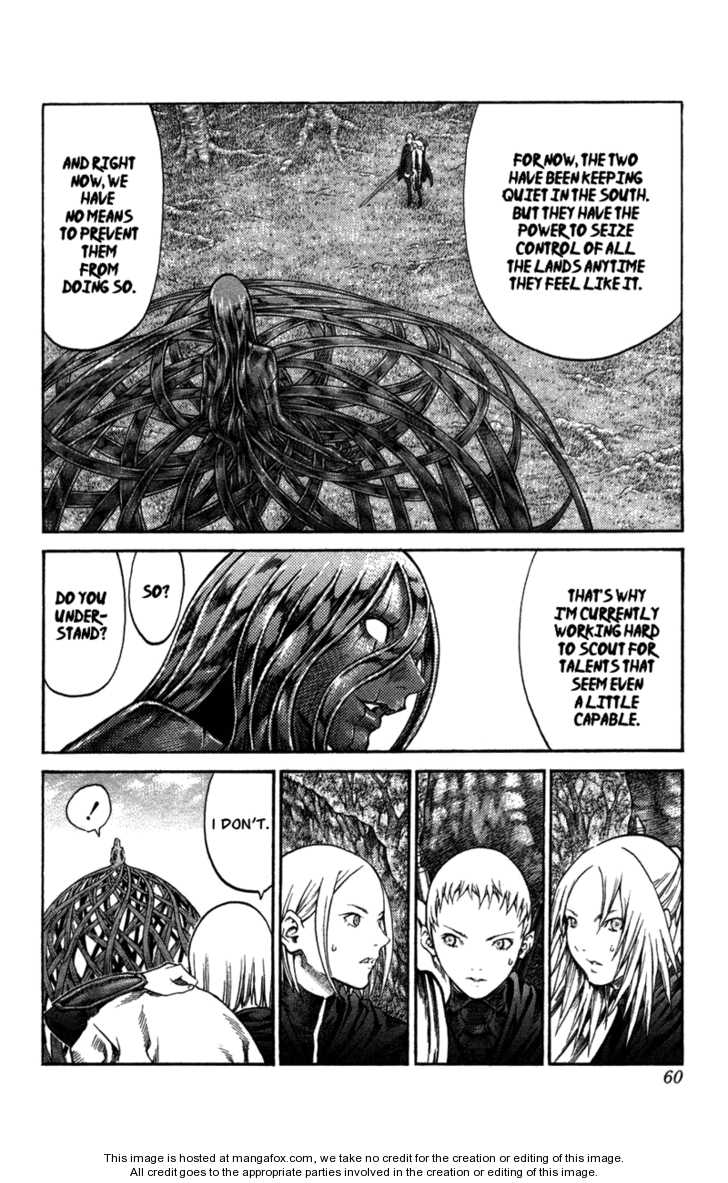 FOR NOW, THE TWO
HAVE BEEN KEEPING
QUIET IN THE SOUTH.
BUT THEY HAVE THE
POWER TO SEIZE
CONTROL OF ALL
THE LANDS ANYTIME
THEY FEEL LIKE IT.
AND RIGHT
NOW, WE
HAVE
NO MEANS
TO PREVENT
THEM
FROM
DOING SO.
THAT'S WHY
I'M CURRENTLY
WORKING HARD
TO SCOUT FOR
TALENTS THAT
SEEM EVEN
A LITTLE
CAPABLE.
SO?
DO YOU
UNDER-
STAND?
I DON'T.
!
60
This image is hosted at mangafox.com, we take no credit for the creation or editing of this image.
All credit goes to the appropriate parties involved in the creation or editing of this image.